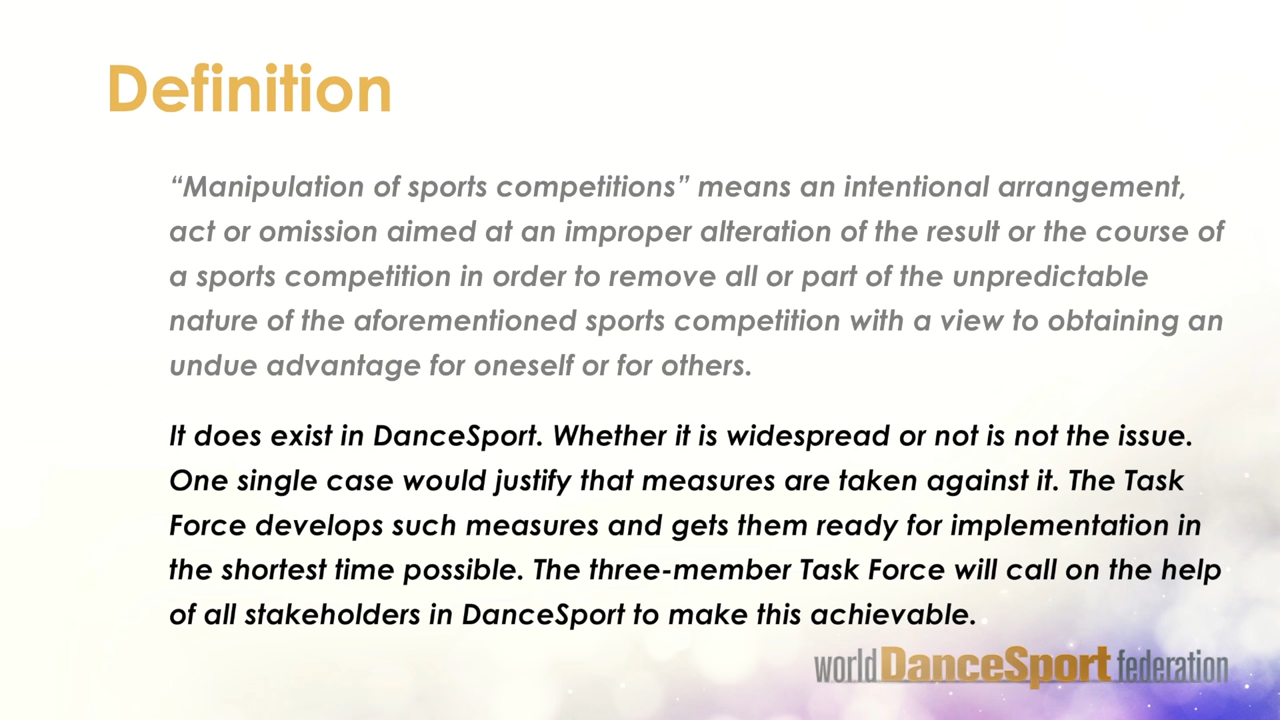 Definition
“Manipulation of sports competitions” means an intentional arrangement,
act or omission aimed at an improper alteration of the result or the course of
a sports competition in order to remove all or part of the unpredictable
nature of the aforementioned sports competition with a view to obtaining an
undue advantage for oneself or for others.
It does exist in DanceSport. Whether it is widespread or not is not the issue.
One single case would justify that measures are taken against it. The Task
Force develops such measures and gets them ready for implementation in
the shortest time possible. The three-member Task Force will call on the help
of all stakeholders in DanceSport to make this achievable.
world DanceSport federation